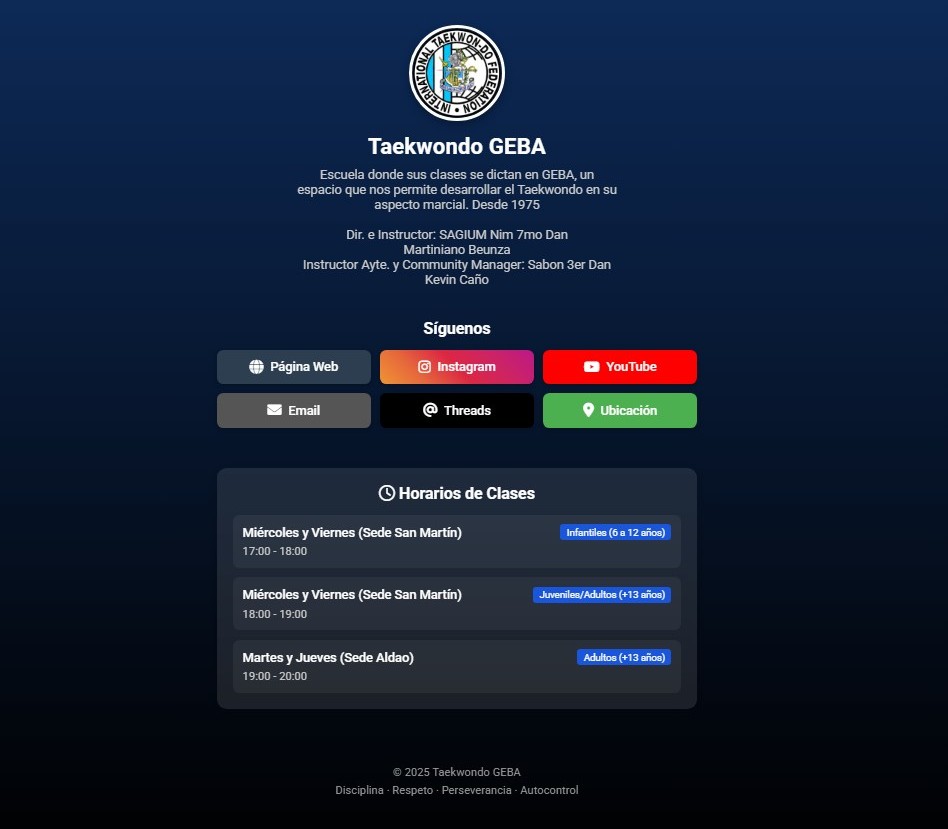 INTERNATIONAL TAEKWON-DO FEDERATION
Taekwondo GEBA
Escuela donde sus clases se dictan en GEBA, un
espacio que nos permite desarrollar el Taekwondo en su
aspecto marcial. Desde 1975
Dir. e Instructor: SAGIUM Nim 7mo Dan
Martiniano Beunza
Instructor Ayte. y Community Manager: Sabon 3er Dan
Kevin Caño
Síguenos
Página Web
Instagram
YouTube
Email
Threads
Ubicación
Horarios de Clases
Miércoles y Viernes (Sede San Martín)
Infantiles (6 a 12 años)
17:00 - 18:00
Miércoles y Viernes (Sede San Martín)
Juveniles/Adultos (+13 años)
18:00 - 19:00
Martes y Jueves (Sede Aldao)
Adultos (+13 años)
19:00 - 20:00
© 2025 Taekwondo GEBA
Disciplina · Respeto · Perseverancia · Autocontrol